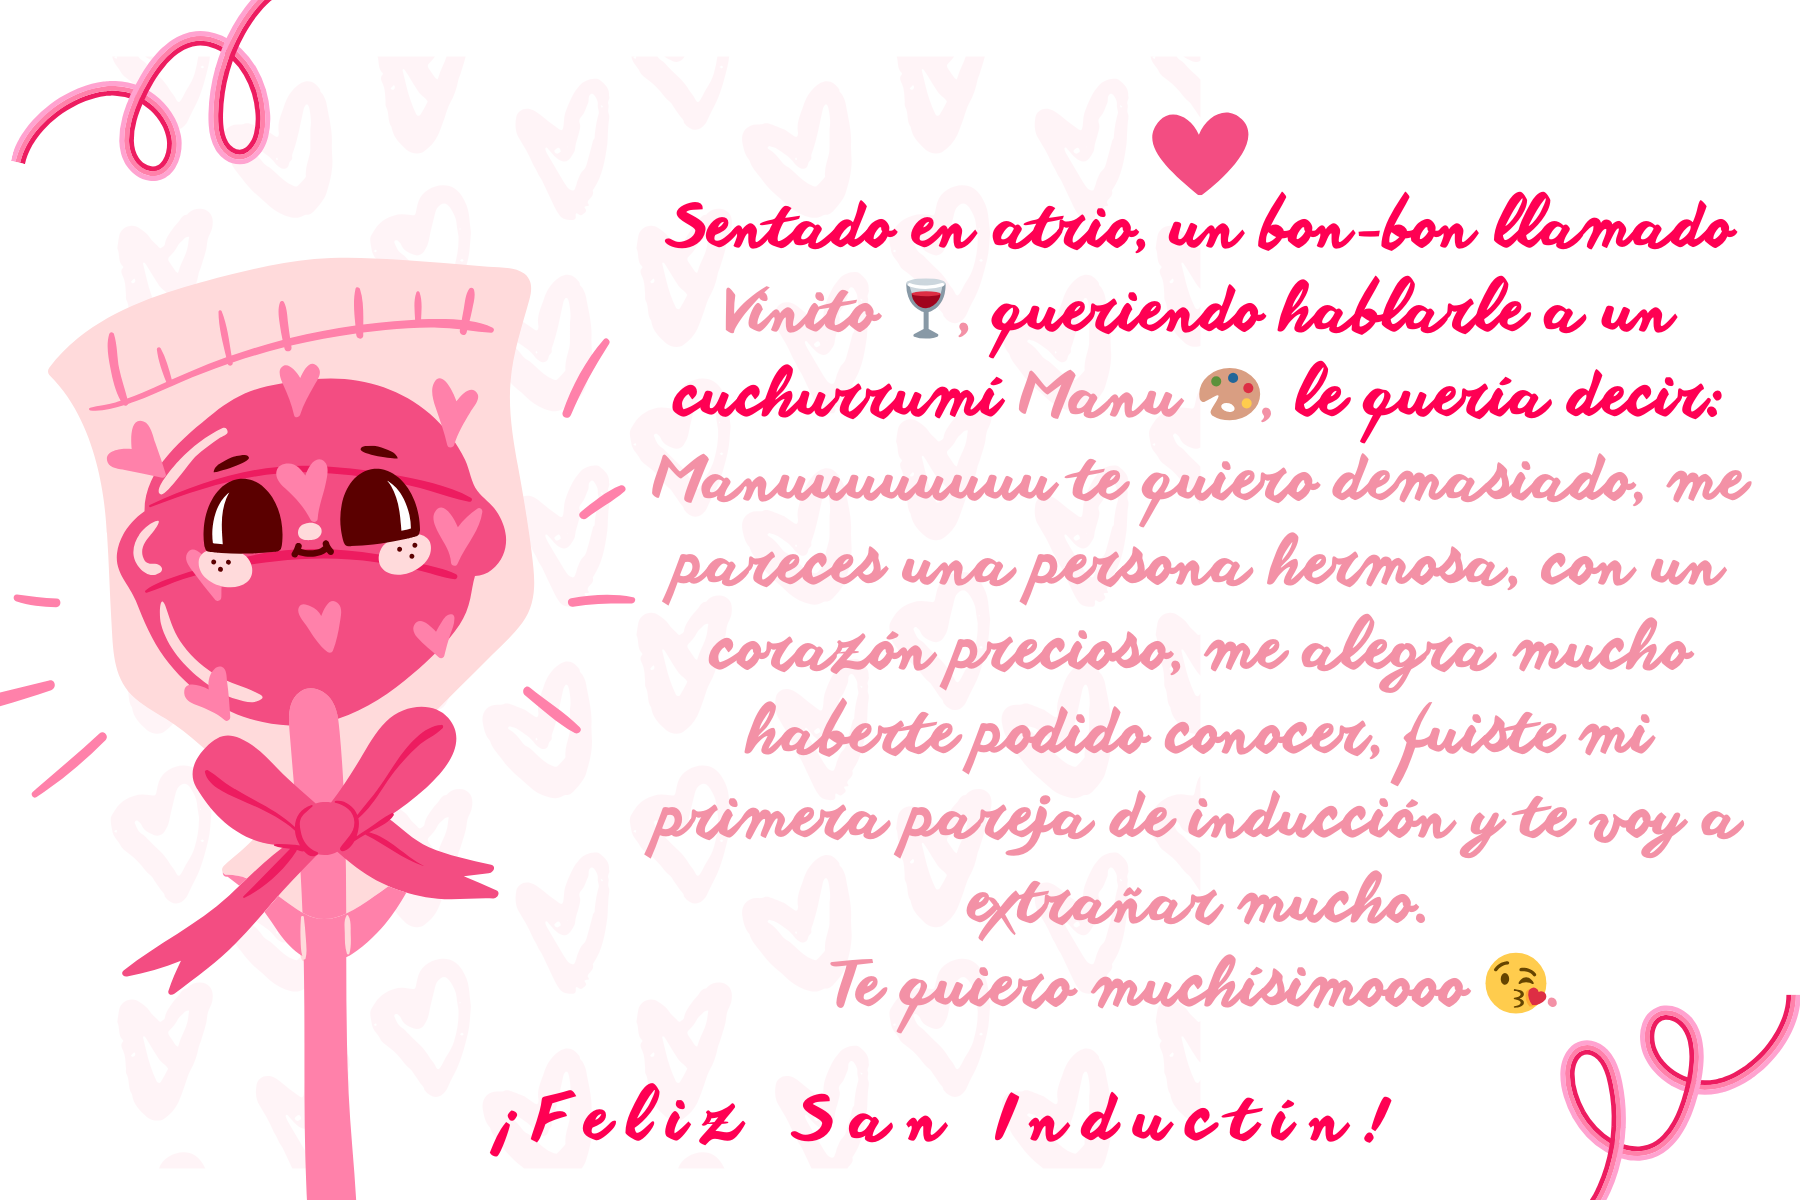 Sentado en atrio, un bon-bon llamado
Vinito 🍷, queriendo hablarle a un
cuchurrumí Manu 🎨, le quería decir:
Manuuuuuuuuu te quiero demasiado, me
pareces una persona hermosa, con un
corazón precioso, me alegra mucho
haberte podido conocer, fuiste mi
primera pareja de inducción y te voy a
extrañar mucho.
Te quiero muchísimoooo 😘.
¡Feliz San Inductín!